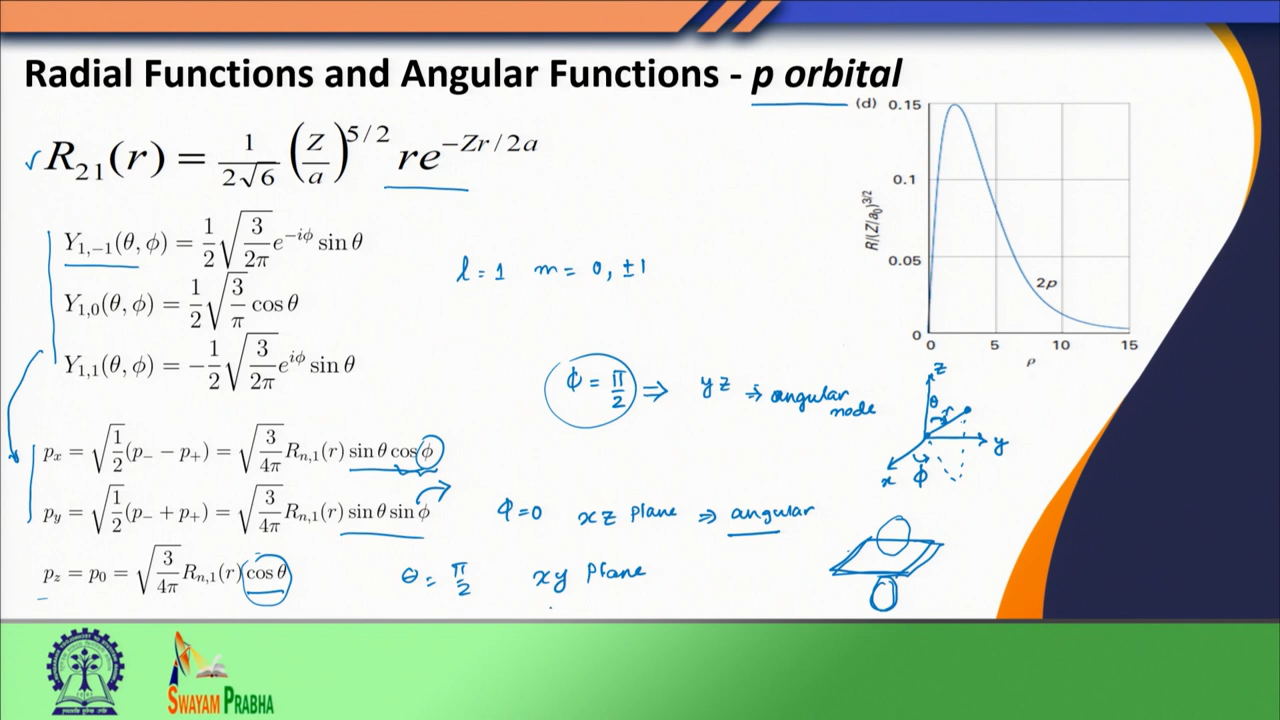 Radial Functions and Angular Functions - p orbital
R₂₁(r) = 1/(2√6) (Z/a)^5/2 re^−Zr/2a
Y₁,₋₁(θ, ϕ) = 1/2 √(3/2π) e^−iϕ sin θ
Y₁,₀(θ, ϕ) = 1/2 √(3/π) cos θ
Y₁,₁(θ, ϕ) = −1/2 √(3/2π) e^iϕ sin θ
l = 1 m = 0, ±1
ϕ = π/2 ⇒ yz ⇒ angular node
pₓ = √(1/2) (p₋ − p₊) = √(3/4π) Rₙ,₁(r) sin θ cos ϕ
p_y = √(1/2) (p₋ + p₊) = √(3/4π) Rₙ,₁(r) sin θ sin ϕ
ϕ=0 xz plane ⇒ angular
p_z = p₀ = √(3/4π) Rₙ,₁(r) cos θ
θ = π/2 xy plane
(d) 0.15
0.1
0.05
0
R/(Z/a₀)^3/2
2p
0 5 10 15
ρ
z
θ
r
y
x
ϕ
SWAYAM PRABHA